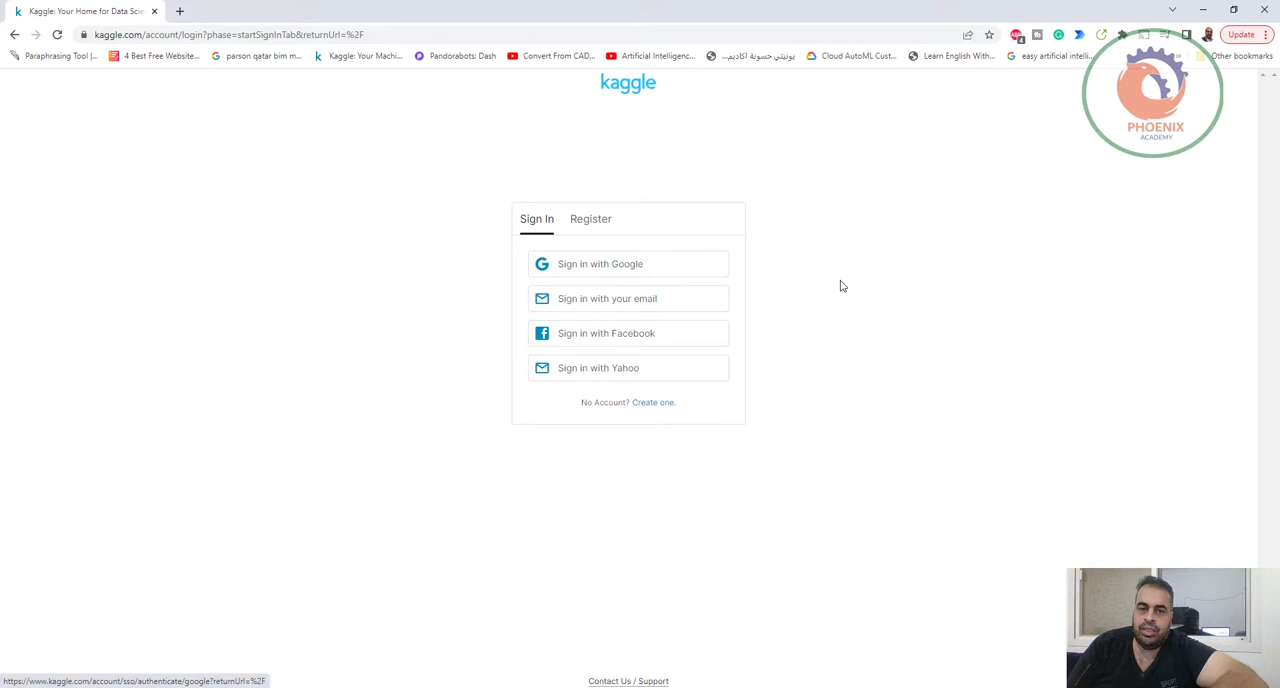 Kaggle: Your Home for Data Scie
kaggle.com/account/login?phase=startSignInTab&returnUrl=%2F
Update
Paraphrasing Tool |...
4 Best Free Website...
parson qatar bim m...
Kaggle: Your Machi...
Pandorabots: Dash
Convert From CAD...
Artificial Intelligenc...
يونيتي حسونة اكاديم...
Cloud AutoML Cust...
Learn English With...
easy artificial intelli...
Other bookmarks
kaggle
PHOENIX
ACADEMY
Sign In
Register
Sign in with Google
Sign in with your email
Sign in with Facebook
Sign in with Yahoo
No Account? Create one.
https://www.kaggle.com/account/sso/authenticate/google?returnUrl=%2F
Contact Us / Support